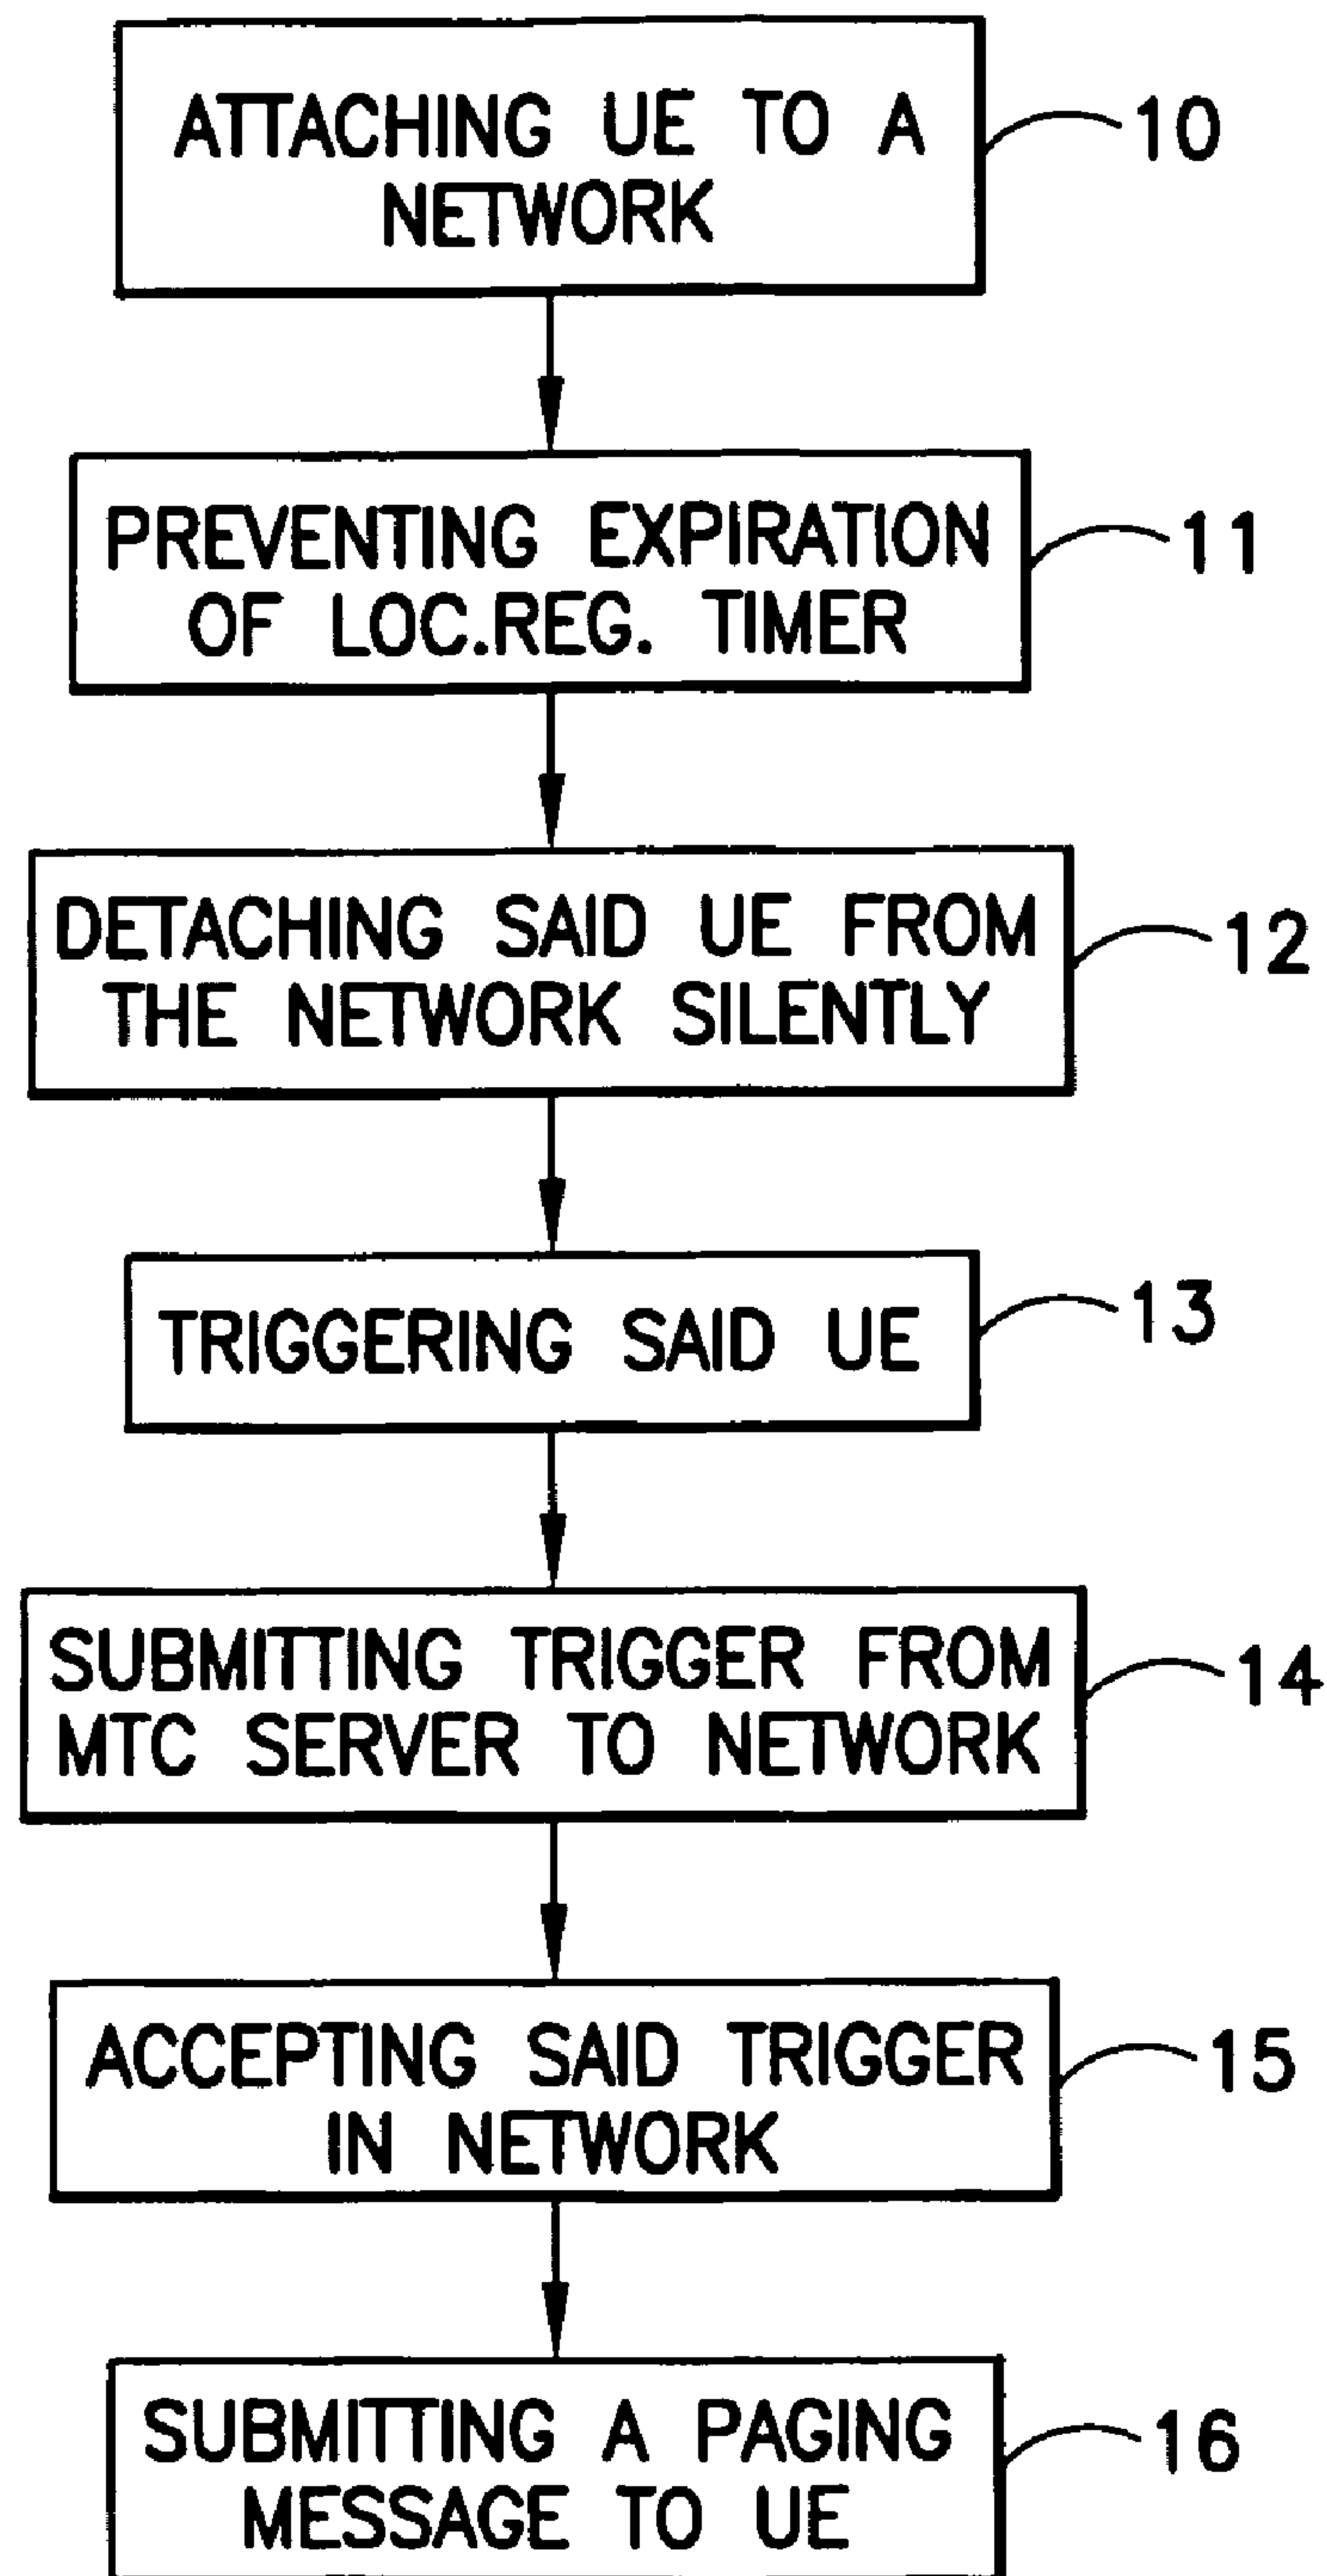 ATTACHING UE TO A
NETWORK
10
PREVENTING EXPIRATION
OF LOC.REG. TIMER
11
DETACHING SAID UE FROM
THE NETWORK SILENTLY
12
TRIGGERING SAID UE
13
SUBMITTING TRIGGER FROM
MTC SERVER TO NETWORK
14
ACCEPTING SAID TRIGGER
IN NETWORK
15
SUBMITTING A PAGING
MESSAGE TO UE
16